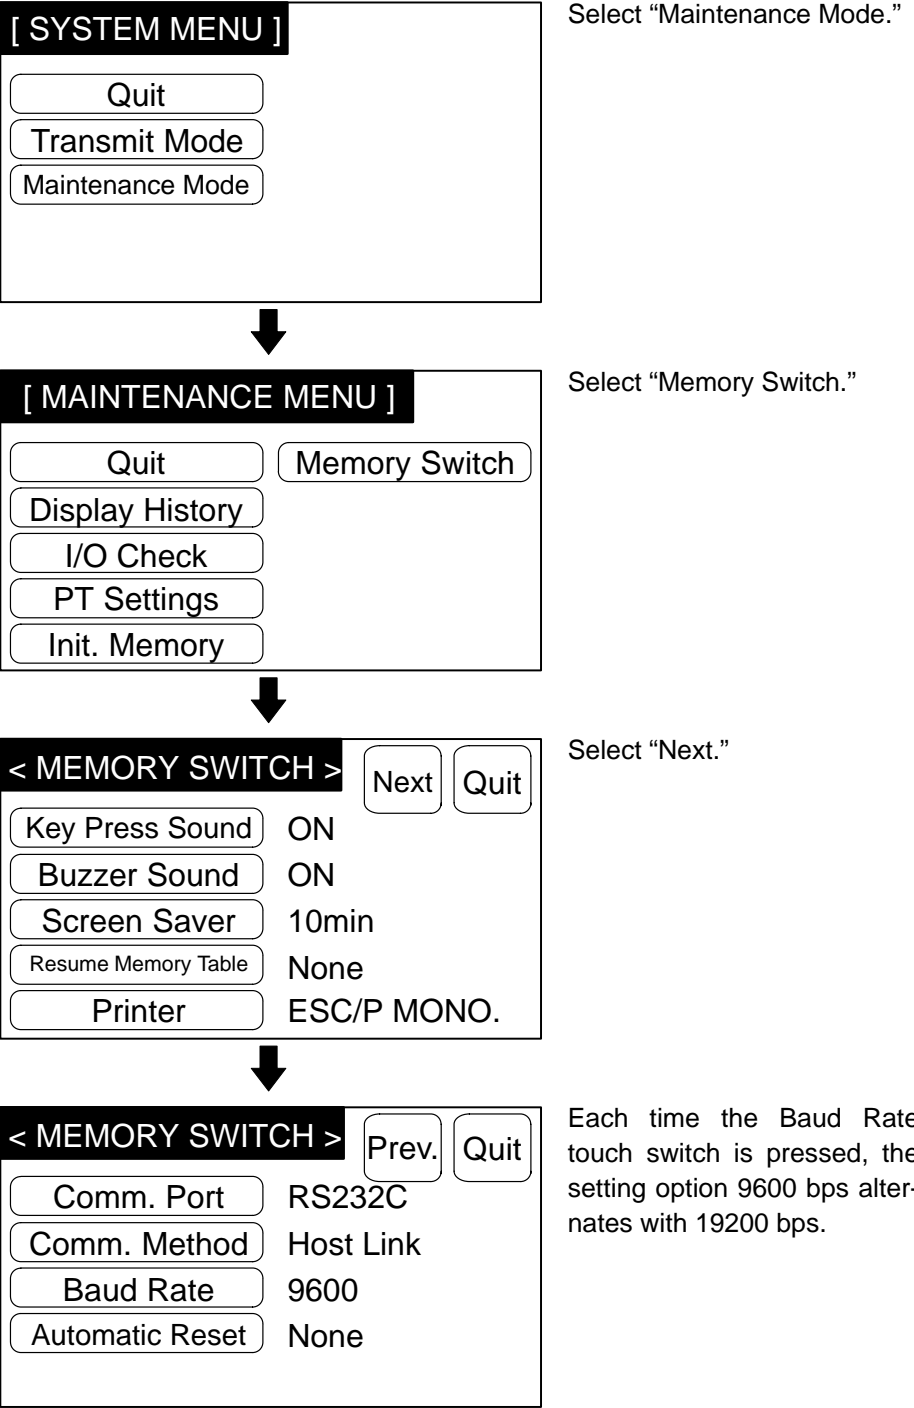 [ SYSTEM MENU ]
Select “Maintenance Mode.”
Quit
Transmit Mode
Maintenance Mode
[ MAINTENANCE MENU ]
Select “Memory Switch.”
Quit
Memory Switch
Display History
I/O Check
PT Settings
Init. Memory
< MEMORY SWITCH >
Next
Quit
Select “Next.”
Key Press Sound ON
Buzzer Sound ON
Screen Saver 10min
Resume Memory Table None
Printer ESC/P MONO.
< MEMORY SWITCH >
Prev.
Quit
Each time the Baud Rate
touch switch is pressed, the
setting option 9600 bps alter-
nates with 19200 bps.
Comm. Port RS232C
Comm. Method Host Link
Baud Rate 9600
Automatic Reset None